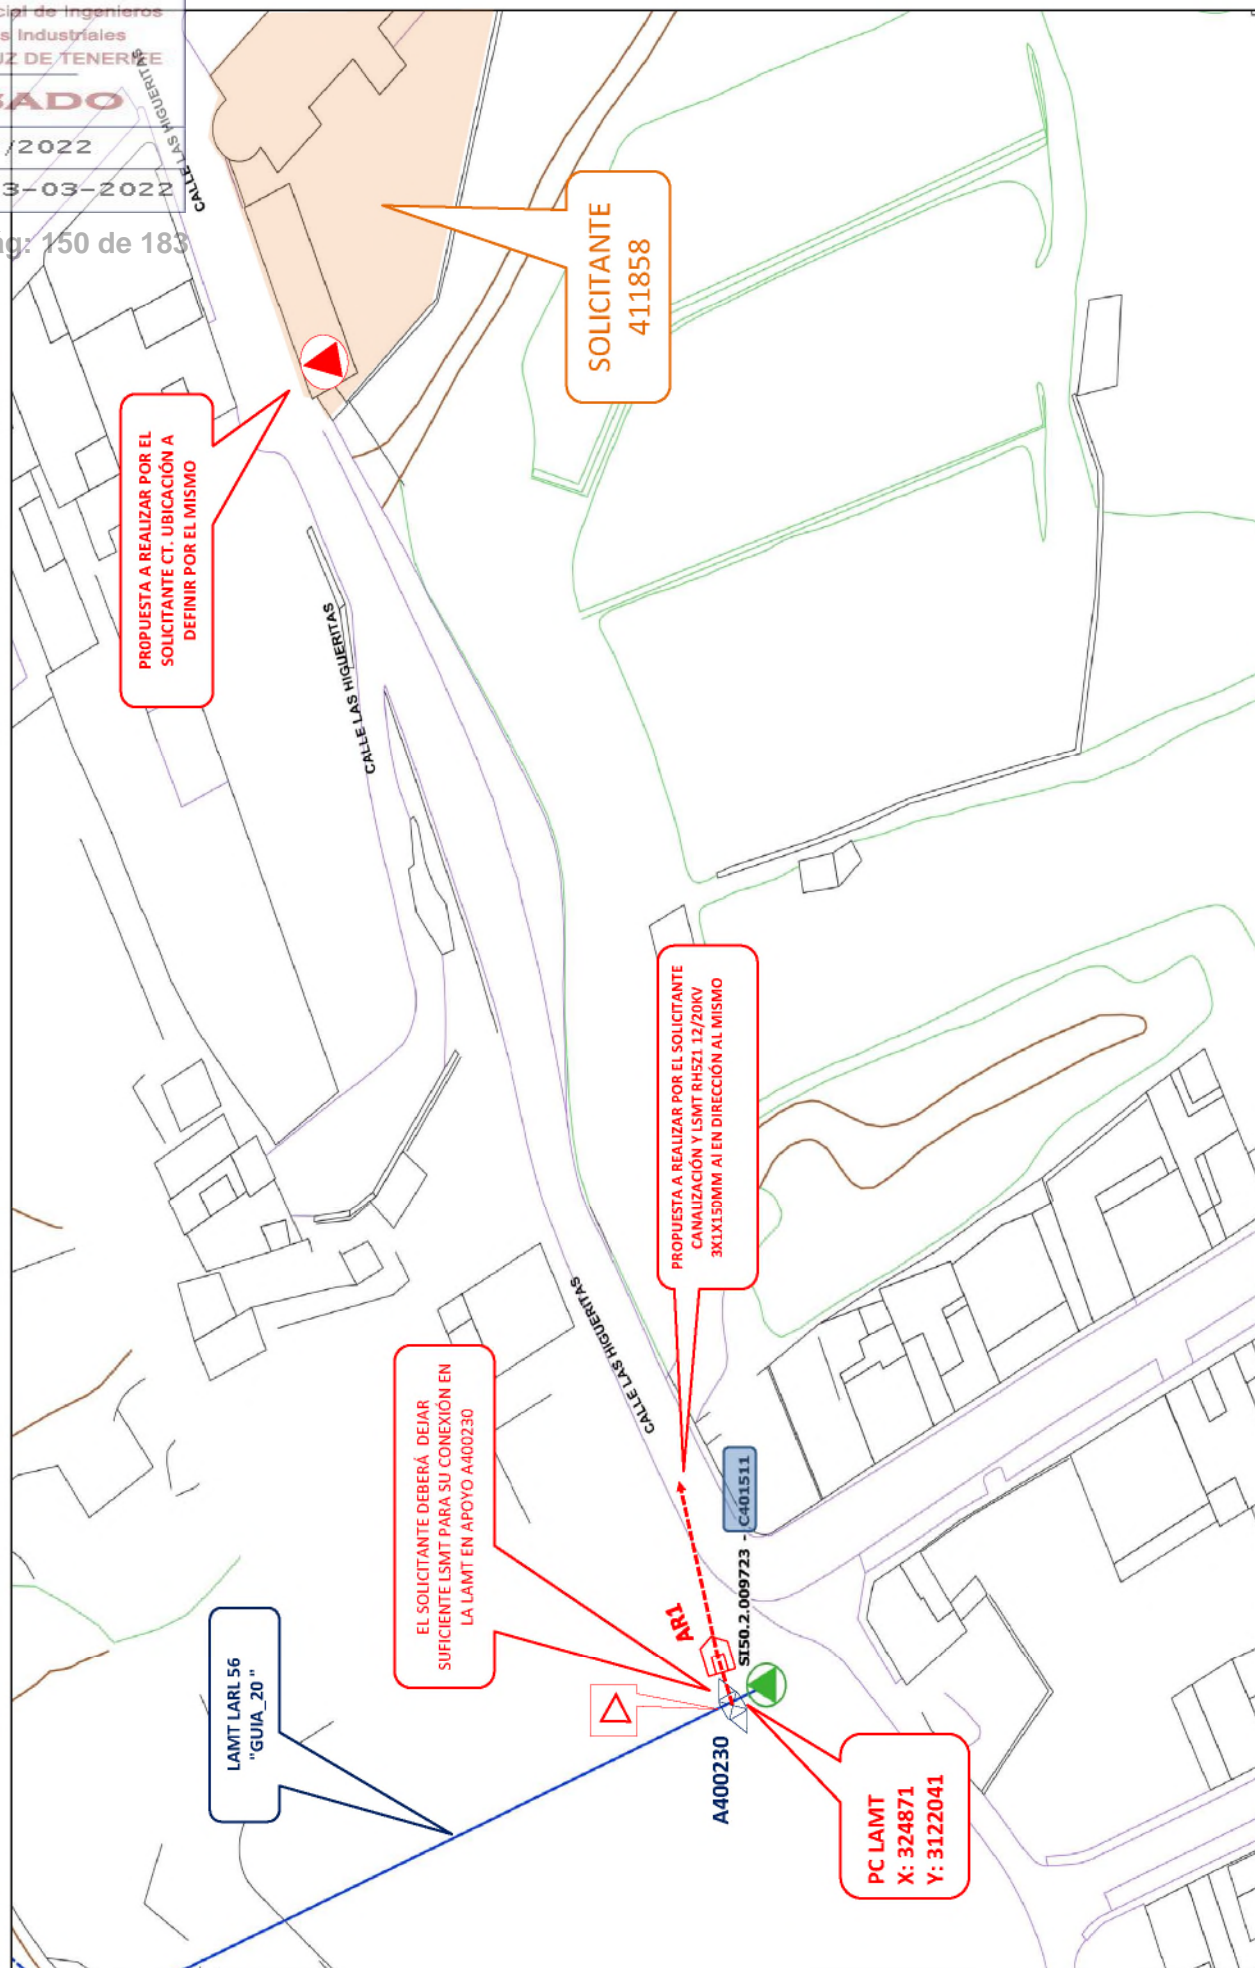 cial de Ingenieros
s Industriales
UZ DE TENERIFE
SADO
/2022
3-03-2022
ág: 150 de 183
CALLE LAS HIGUERITAS
PROPUESTA A REALIZAR POR EL
SOLICITANTE CT. UBICACIÓN A
DEFINIR POR EL MISMO
SOLICITANTE
411858
CALLE LAS HIGUERITAS
PROPUESTA A REALIZAR POR EL SOLICITANTE
CANALIZACIÓN Y LSMT RH5Z1 12/20KV
3X1X150MM Al EN DIRECCIÓN AL MISMO
CALLE LAS HIGUERITAS
EL SOLICITANTE DEBERÁ DEJAR
SUFICIENTE LSMT PARA SU CONEXIÓN EN
LA LAMT EN APOYO A400230
LAMT LARL 56
"GUIA_20 "
AR1
SI50.2.009723 - C401511
A400230
PC LAMT
X: 324871
Y: 3122041